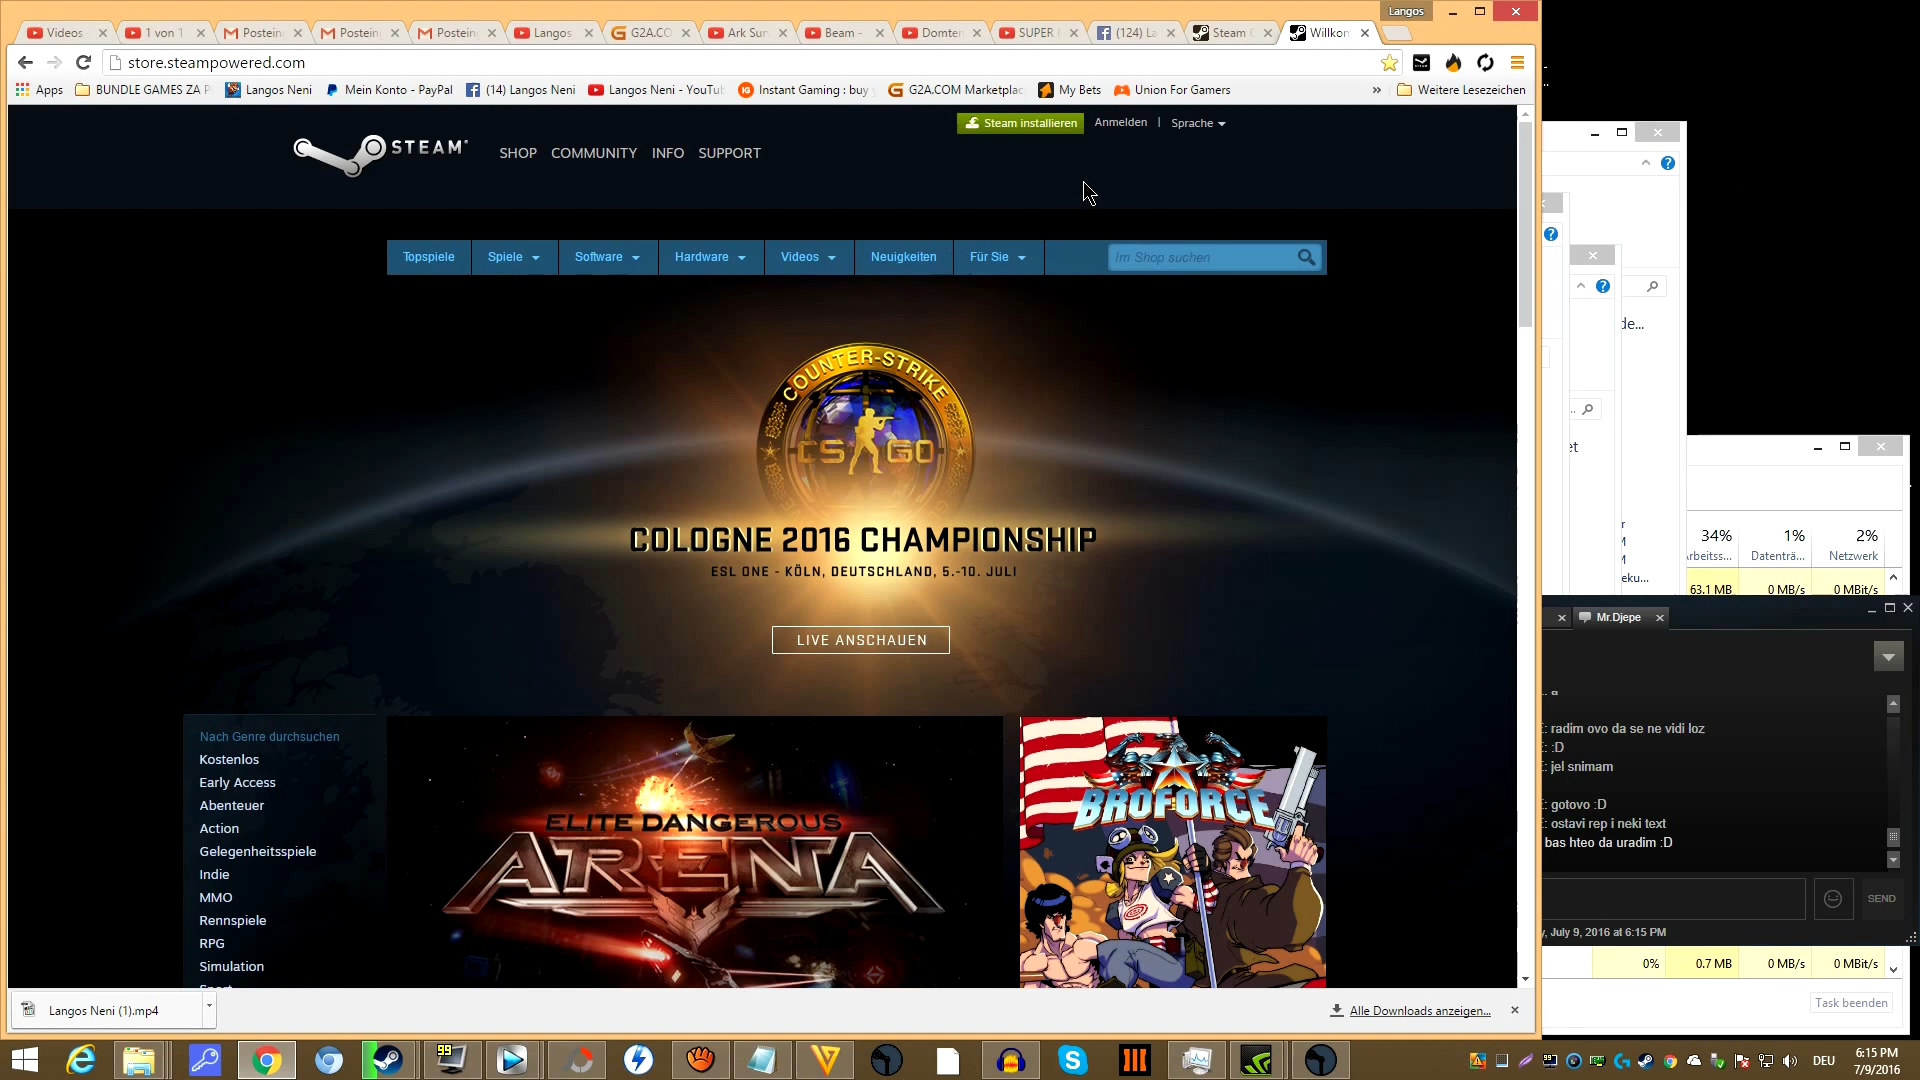 Langos
Videos
1 von 1
Postein
Postein
Postein
Langos
G2A.CO
Ark Sur
Beam -
Domter
SUPER
(124) La
Steam
Willkom
store.steampowered.com
Apps
BUNDLE GAMES ZA P
Langos Neni
Mein Konto - PayPal
(14) Langos Neni
Langos Neni - YouTu
Instant Gaming : buy
G2A.COM Marketplac
My Bets
Union For Gamers
»
Weitere Lesezeichen
STEAM
SHOP COMMUNITY INFO SUPPORT
Steam installieren
Anmelden | Sprache
Topspiele
Spiele
Software
Hardware
Videos
Neuigkeiten
Für Sie
Im Shop suchen
COUNTER-STRIKE
CS GO
COLOGNE 2016 CHAMPIONSHIP
ESL ONE - KÖLN, DEUTSCHLAND, 5.-10. JULI
LIVE ANSCHAUEN
Nach Genre durchsuchen
Kostenlos
Early Access
Abenteuer
Action
Gelegenheitsspiele
Indie
MMO
Rennspiele
RPG
Simulation
Sport
ELITE DANGEROUS
ARENA
BROFORCE
de...
et
eku...
34% 1% 2%
Arbeitss... Datenträ... Netzwerk
63.1 MB 0 MB/s 0 MBit/s
Mr.Djepe
: radim ovo da se ne vidi loz
: :D
: jel snimam
: gotovo :D
: ostavi rep i neki text
bas hteo da uradim :D
SEND
y, July 9, 2016 at 6:15 PM
0% 0.7 MB 0 MB/s 0 MBit/s
Task beenden
Langos Neni (1).mp4
Alle Downloads anzeigen...
99
DEU
6:15 PM
7/9/2016